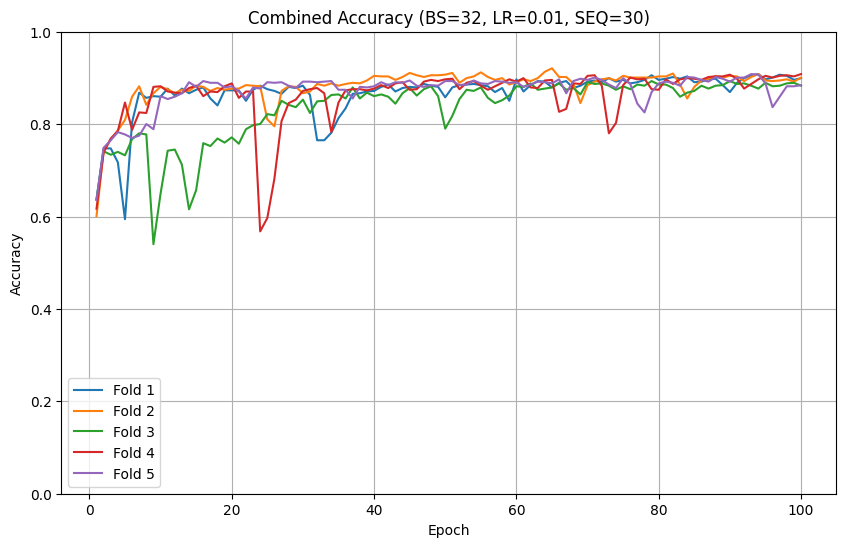 Combined Accuracy (BS=32, LR=0.01, SEQ=30)
1.0
0.8
0.6
0.4
0.2
0.0
Accuracy
Fold 1
Fold 2
Fold 3
Fold 4
Fold 5
0 20 40 60 80 100
Epoch